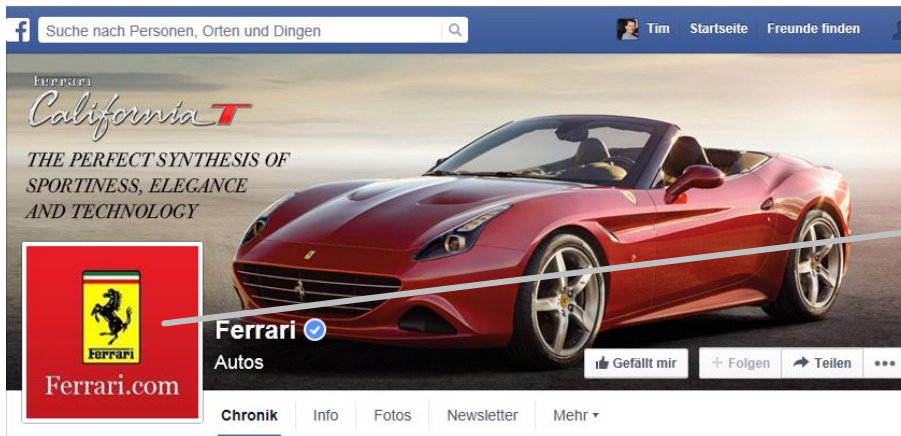 f
Suche nach Personen, Orten und Dingen
Tim Startseite Freunde finden
Ferrari
California T
THE PERFECT SYNTHESIS OF
SPORTINESS, ELEGANCE
AND TECHNOLOGY
Ferrari
Ferrari.com
Ferrari
Autos
Gefällt mir + Folgen Teilen •••
Chronik Info Fotos Newsletter Mehr ▾